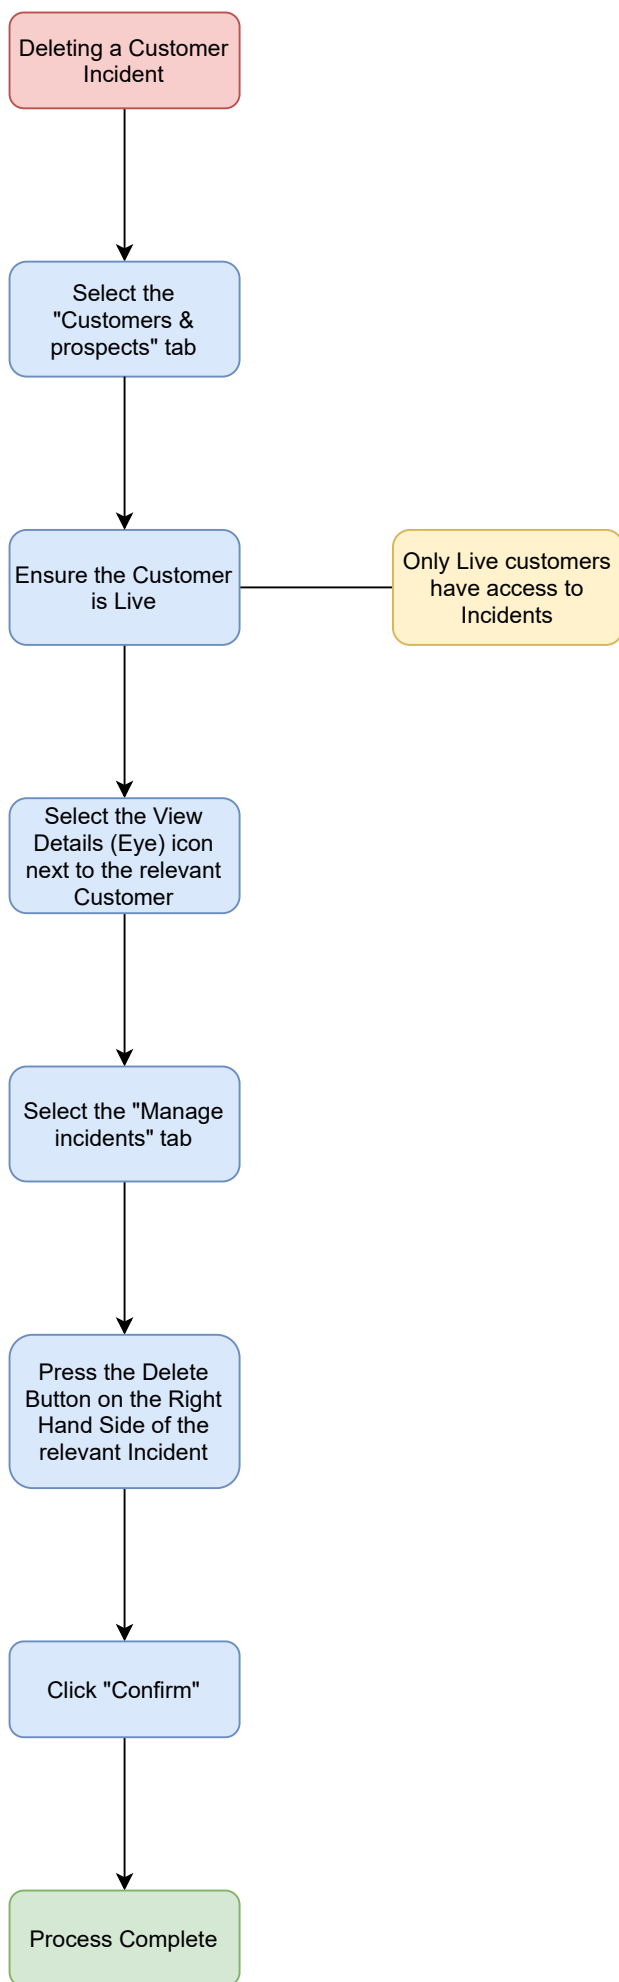 Deleting a Customer
Incident
Select the
"Customers &
prospects" tab
Ensure the Customer
is Live
Only Live customers
have access to
Incidents
Select the View
Details (Eye) icon
next to the relevant
Customer
Select the "Manage
incidents" tab
Press the Delete
Button on the Right
Hand Side of the
relevant Incident
Click "Confirm"
Process Complete